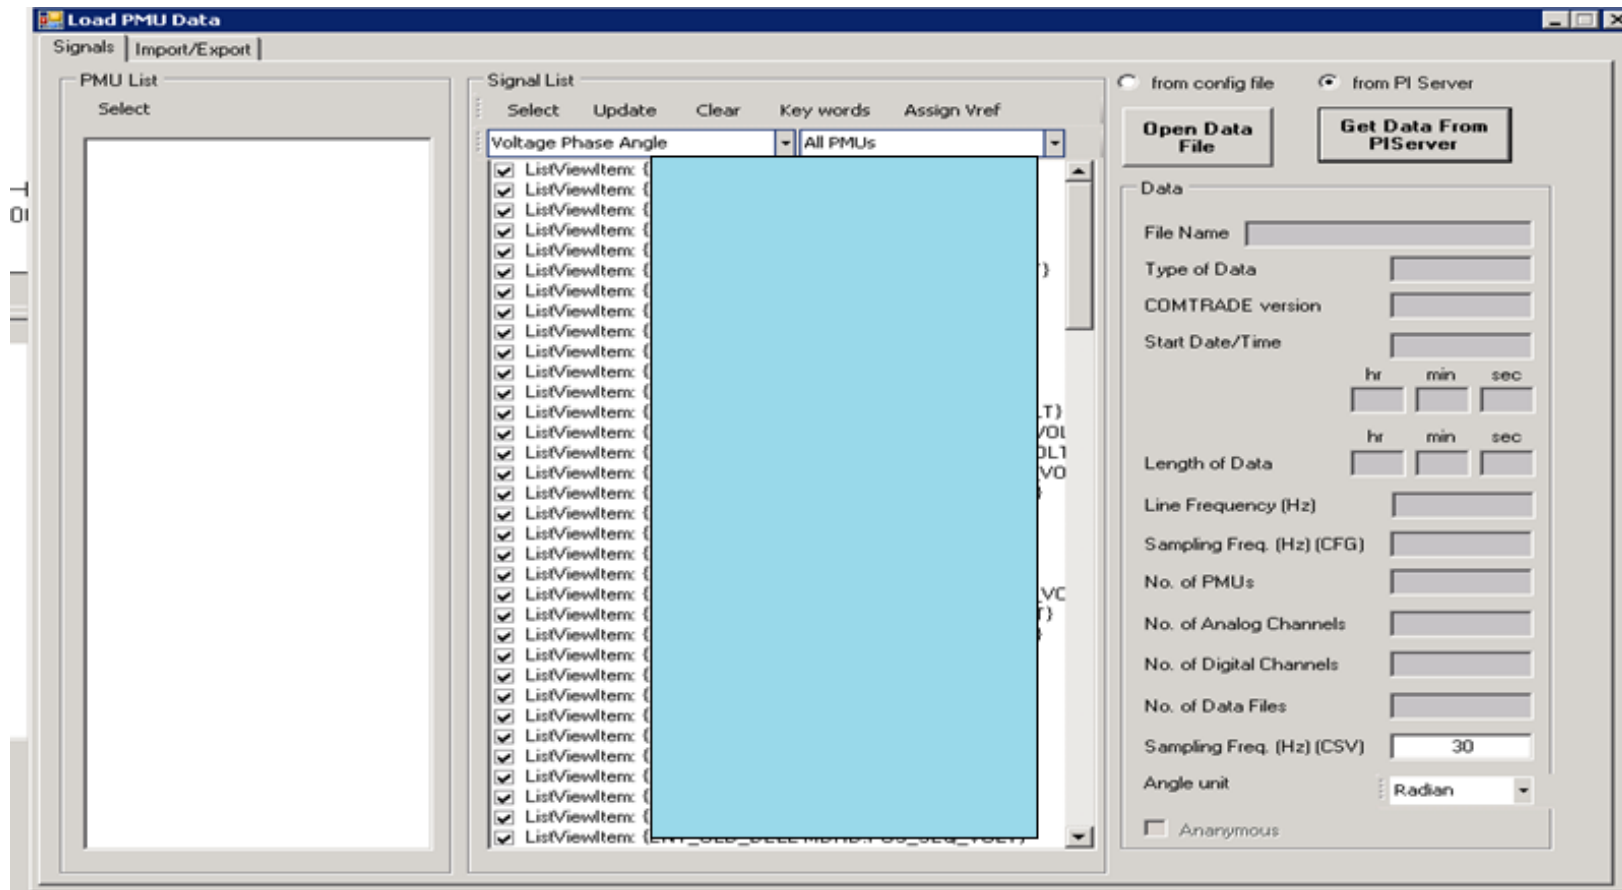 Load PMU Data
Signals Import/Export
PMU List
Select
Signal List
Select Update Clear Key words Assign Vref
Voltage Phase Angle All PMUs
ListViewItem: {
ListViewItem: {
ListViewItem: {
ListViewItem: {
ListViewItem: {
ListViewItem: { }
ListViewItem: {
ListViewItem: {
ListViewItem: {
ListViewItem: {
ListViewItem: {
ListViewItem: {
ListViewItem: { LT}
ListViewItem: { VOL
ListViewItem: { OLT
ListViewItem: { _VO
ListViewItem: { }
ListViewItem: {
ListViewItem: {
ListViewItem: {
ListViewItem: {
ListViewItem: { _VO
ListViewItem: { T}
ListViewItem: { }
ListViewItem: {
ListViewItem: {
ListViewItem: {
ListViewItem: {
ListViewItem: {
ListViewItem: {
ListViewItem: {
ListViewItem: {
ListViewItem: {
ListViewItem: {
from config file from PI Server
Open Data File
Get Data From PIServer
Data
File Name
Type of Data
COMTRADE version
Start Date/Time
hr min sec
hr min sec
Length of Data
Line Frequency (Hz)
Sampling Freq. (Hz) (CFG)
No. of PMUs
No. of Analog Channels
No. of Digital Channels
No. of Data Files
Sampling Freq. (Hz) (CSV) 30
Angle unit Radian
Ananymous